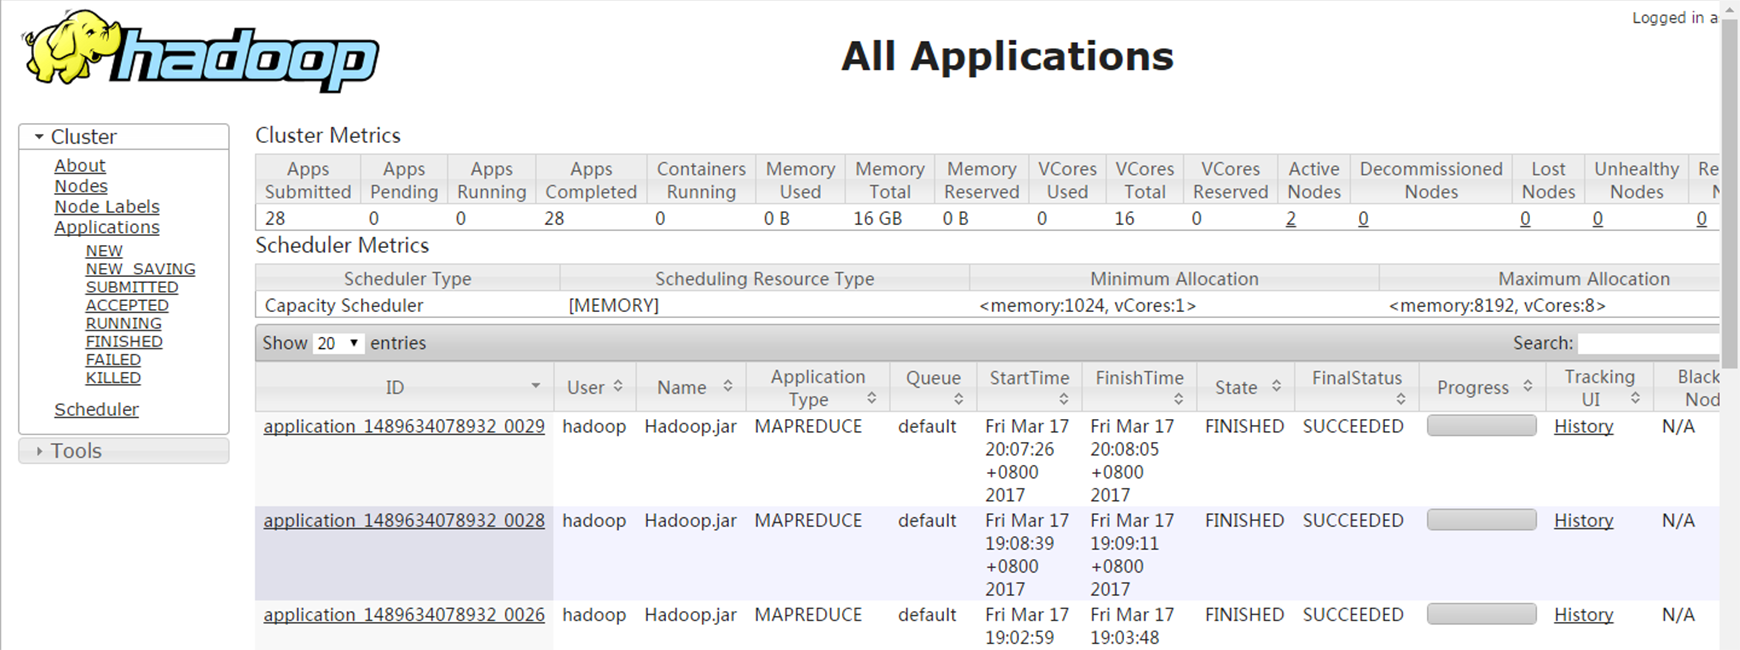 Logged in a
hadoop
All Applications
Cluster
About
Nodes
Node Labels
Applications
NEW
NEW_SAVING
SUBMITTED
ACCEPTED
RUNNING
FINISHED
FAILED
KILLED
Scheduler
Tools
Cluster Metrics
Apps Submitted Apps Pending Apps Running Apps Completed Containers Running Memory Used Memory Total Memory Reserved VCores Used VCores Total VCores Reserved Active Nodes Decommissioned Nodes Lost Nodes Unhealthy Nodes Re N
28 0 0 28 0 0 B 16 GB 0 B 0 16 0 2 0 0 0 0
Scheduler Metrics
Scheduler Type Scheduling Resource Type Minimum Allocation Maximum Allocation
Capacity Scheduler [MEMORY] <memory:1024, vCores:1> <memory:8192, vCores:8>
Show 20 entries Search:
ID User Name Application Type Queue StartTime FinishTime State FinalStatus Progress Tracking UI Black Nod
application_1489634078932_0029 hadoop Hadoop.jar MAPREDUCE default Fri Mar 17 Fri Mar 17 FINISHED SUCCEEDED History N/A
20:07:26 20:08:05
+0800 +0800
2017 2017
application_1489634078932_0028 hadoop Hadoop.jar MAPREDUCE default Fri Mar 17 Fri Mar 17 FINISHED SUCCEEDED History N/A
19:08:39 19:09:11
+0800 +0800
2017 2017
application_1489634078932_0026 hadoop Hadoop.jar MAPREDUCE default Fri Mar 17 Fri Mar 17 FINISHED SUCCEEDED History N/A
19:02:59 19:03:48